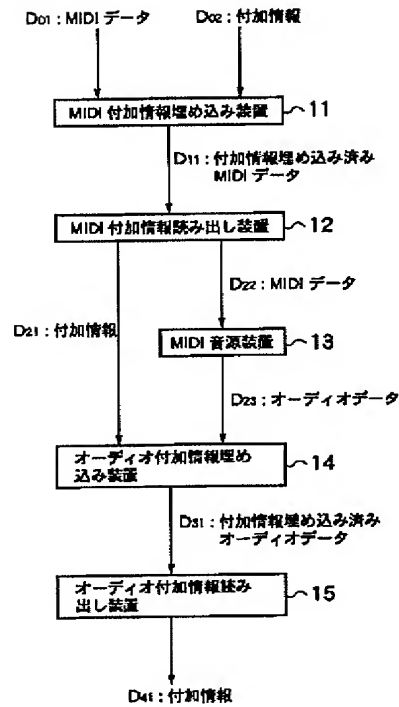 D01 : MIDI データ
D02 : 付加情報
MIDI 付加情報埋め込み装置
11
D11 : 付加情報埋め込み済み
MIDI データ
MIDI 付加情報読み出し装置
12
D22 : MIDI データ
D21 : 付加情報
MIDI 音源装置
13
D23 : オーディオデータ
オーディオ付加情報埋め
込み装置
14
D31 : 付加情報埋め込み済み
オーディオデータ
オーディオ付加情報読み
出し装置
15
D41 : 付加情報